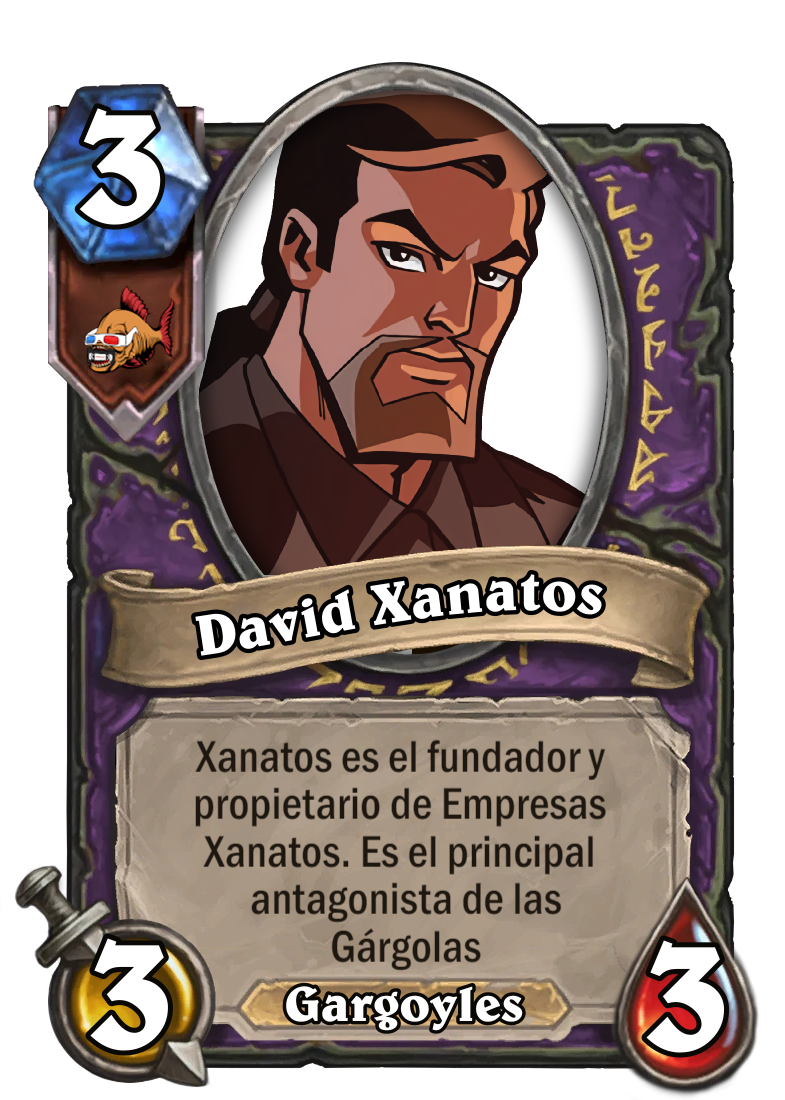 3
David Xanatos
Xanatos es el fundador y
propietario de Empresas
Xanatos. Es el principal
antagonista de las
Gárgolas
3
Gargoyles
3